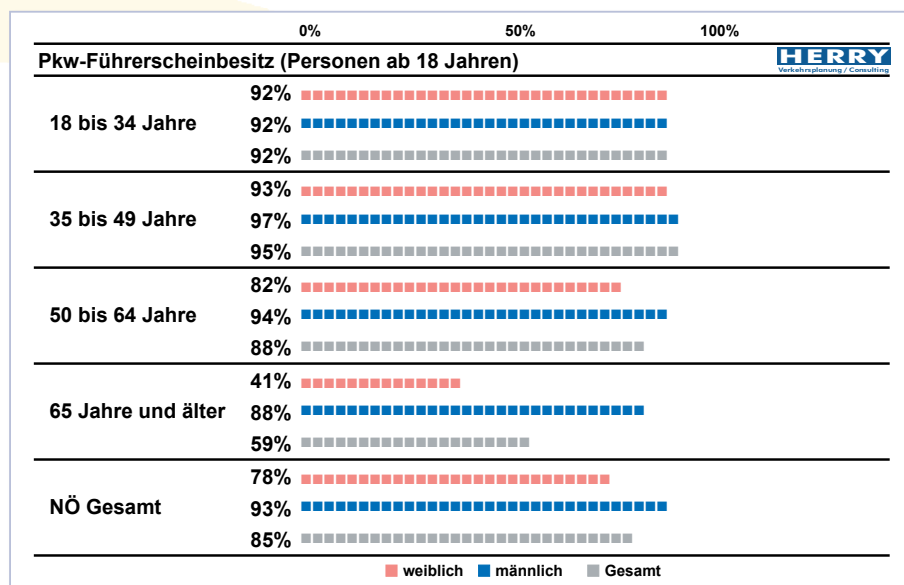 0% 50% 100%
Pkw-Führerscheinbesitz (Personen ab 18 Jahren)
HERRY
Verkehrsplanung / Consulting
92%
18 bis 34 Jahre 92%
92%
93%
35 bis 49 Jahre 97%
95%
82%
50 bis 64 Jahre 94%
88%
41%
65 Jahre und älter 88%
59%
78%
NÖ Gesamt 93%
85%
weiblich männlich Gesamt